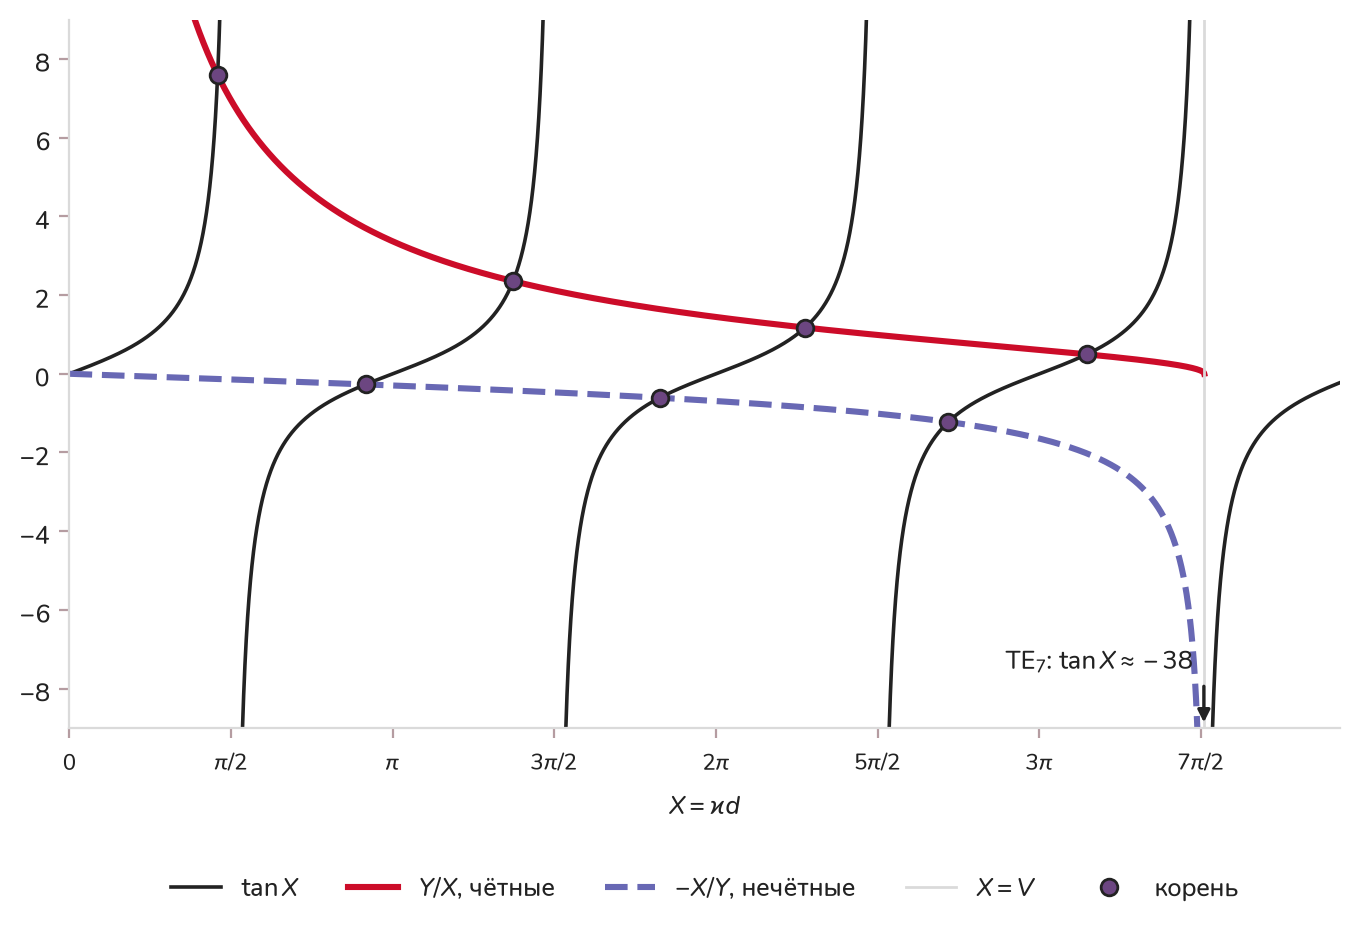 8
6
4
2
0
−2
−4
−6
−8
TE₇: tan X ≈ − 38
0 π/2 π 3π/2 2π 5π/2 3π 7π/2
X = ϰd
tan X Y/X, чётные −X/Y, нечётные X = V корень